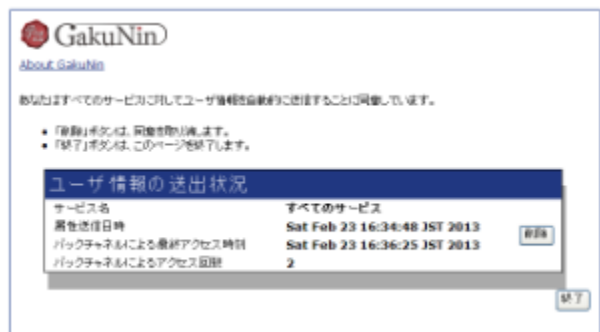 GakuNin
About GakuNin
あなたはすべてのサービスに対してユーザ情報を自動的に送信することに同意しています。
• 「削除」ボタンは、同意を取り消します。
• 「終了」ボタンは、このページを終了します。
ユーザ情報の送出状況
サービス名 すべてのサービス
属性送信日時 Sat Feb 23 16:34:48 JST 2013
バックチャネルによる最終アクセス時刻 Sat Feb 23 16:36:25 JST 2013
削除
バックチャネルによるアクセス回数 2
終了